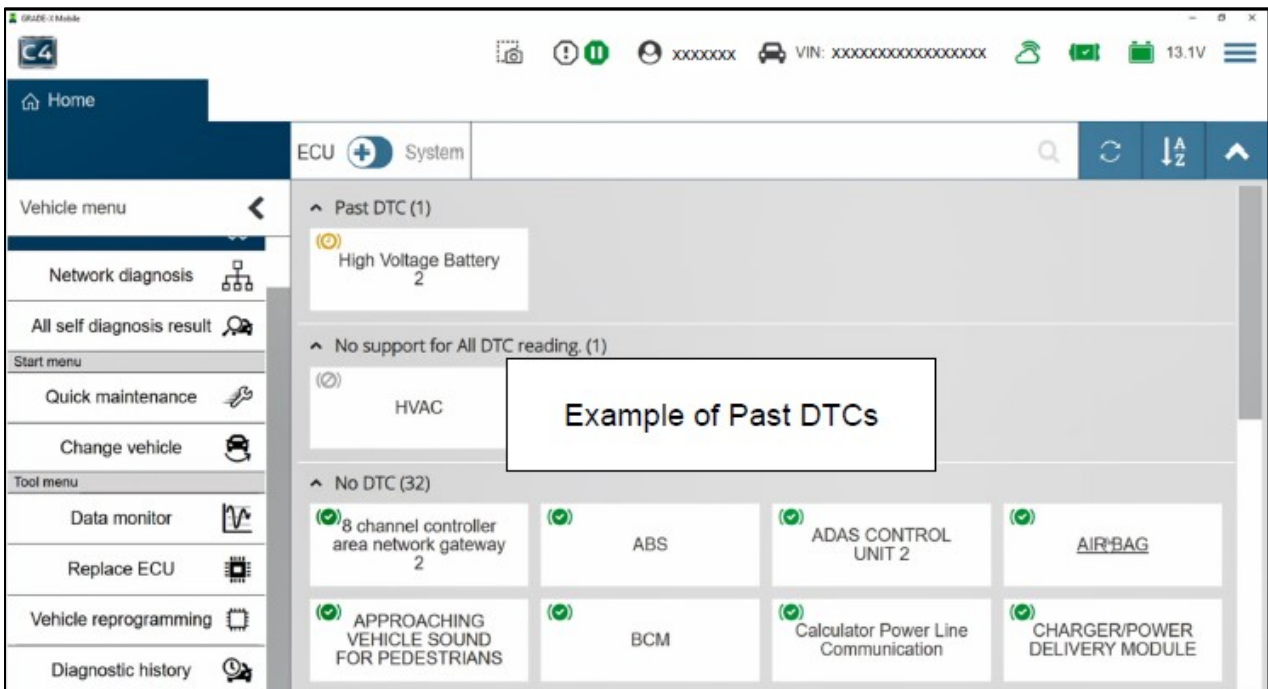 GRADE-X Mobile
C4
xxxxxxx
VIN: xxxxxxxxxxxxxxxxx
13.1V
Home
ECU
System
A
Z
Vehicle menu
Network diagnosis
All self diagnosis result
Start menu
Quick maintenance
Change vehicle
Tool menu
Data monitor
Replace ECU
Vehicle reprogramming
Diagnostic history
Past DTC (1)
High Voltage Battery
2
No support for All DTC reading. (1)
HVAC
Example of Past DTCs
No DTC (32)
8 channel controller
area network gateway
2
ABS
ADAS CONTROL
UNIT 2
AIRBAG
APPROACHING
VEHICLE SOUND
FOR PEDESTRIANS
BCM
Calculator Power Line
Communication
CHARGER/POWER
DELIVERY MODULE